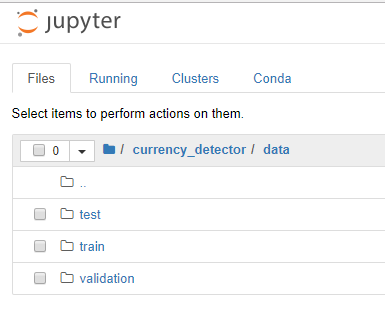 jupyter
Files Running Clusters Conda
Select items to perform actions on them.
0 / currency_detector / data
..
test
train
validation